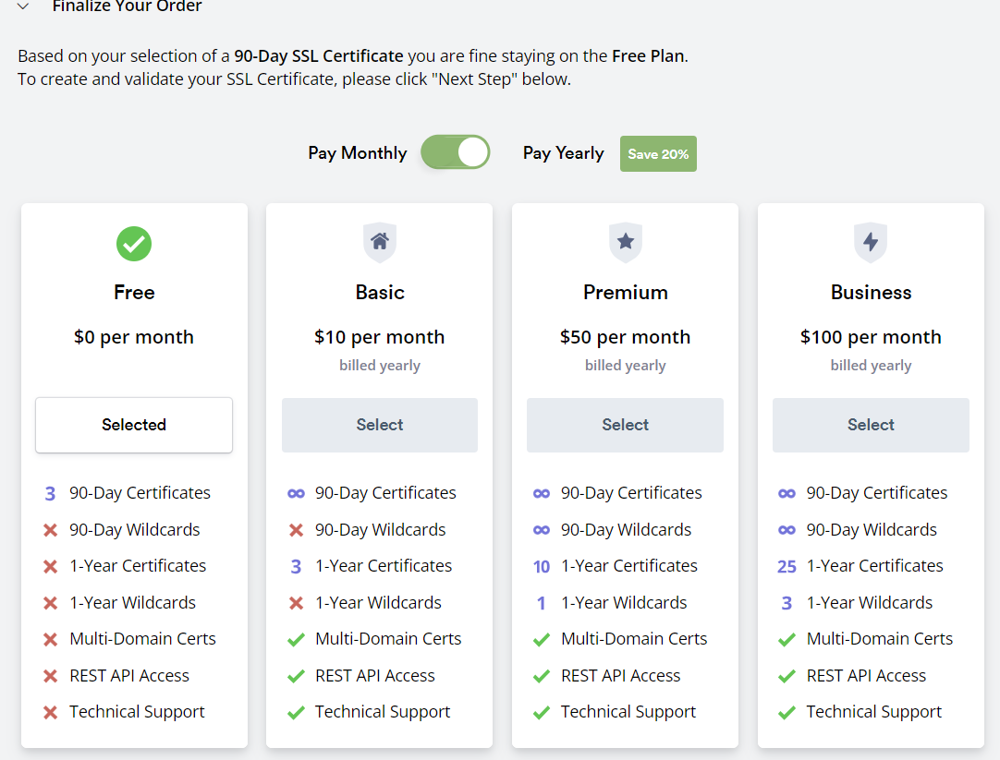 Finalize Your Order
Based on your selection of a 90-Day SSL Certificate you are fine staying on the Free Plan.
To create and validate your SSL Certificate, please click "Next Step" below.
Pay Monthly Pay Yearly Save 20%
Free
$0 per month
Selected
3 90-Day Certificates
90-Day Wildcards
1-Year Certificates
1-Year Wildcards
Multi-Domain Certs
REST API Access
Technical Support
Basic
$10 per month
billed yearly
Select
∞ 90-Day Certificates
90-Day Wildcards
3 1-Year Certificates
1-Year Wildcards
Multi-Domain Certs
REST API Access
Technical Support
Premium
$50 per month
billed yearly
Select
∞ 90-Day Certificates
∞ 90-Day Wildcards
10 1-Year Certificates
1 1-Year Wildcards
Multi-Domain Certs
REST API Access
Technical Support
Business
$100 per month
billed yearly
Select
∞ 90-Day Certificates
∞ 90-Day Wildcards
25 1-Year Certificates
3 1-Year Wildcards
Multi-Domain Certs
REST API Access
Technical Support